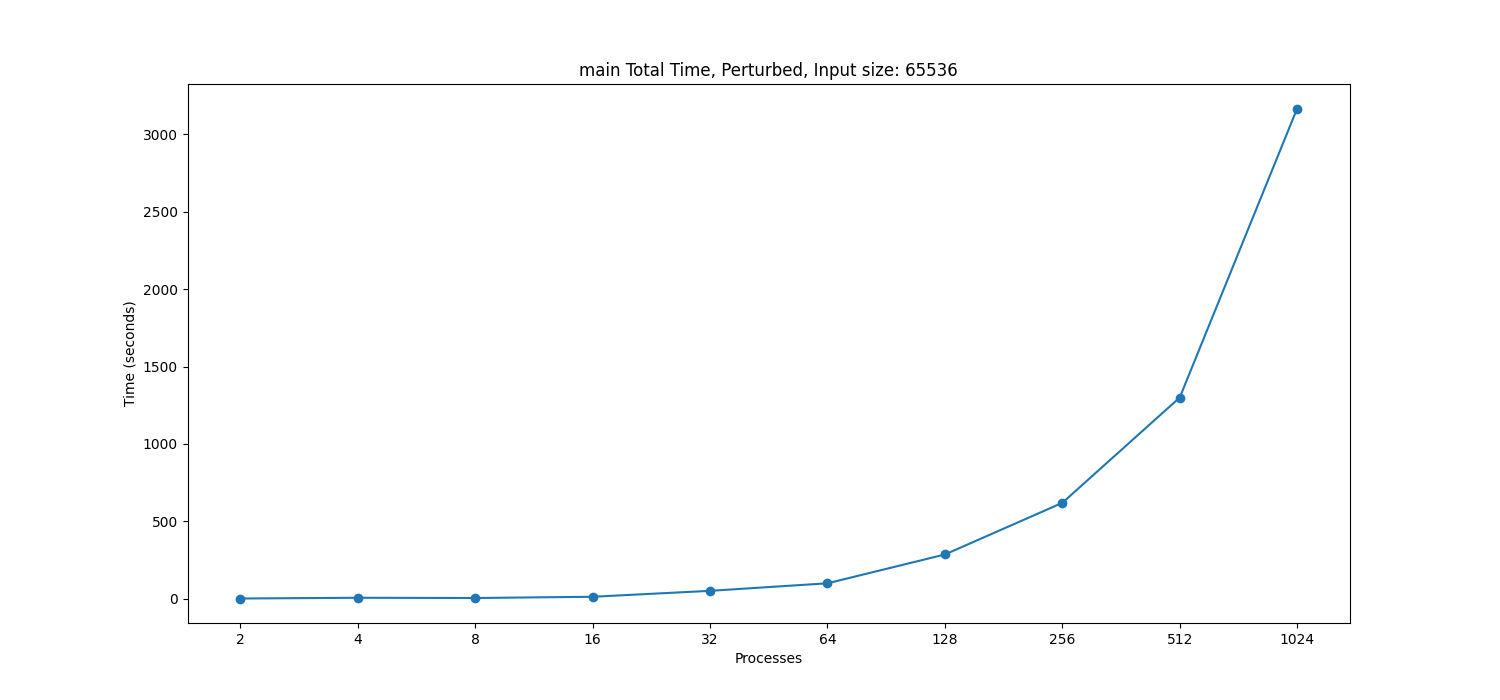 main Total Time, Perturbed, Input size: 65536
Time (seconds)
3000
2500
2000
1500
1000
500
0
2 4 8 16 32 64 128 256 512 1024
Processes